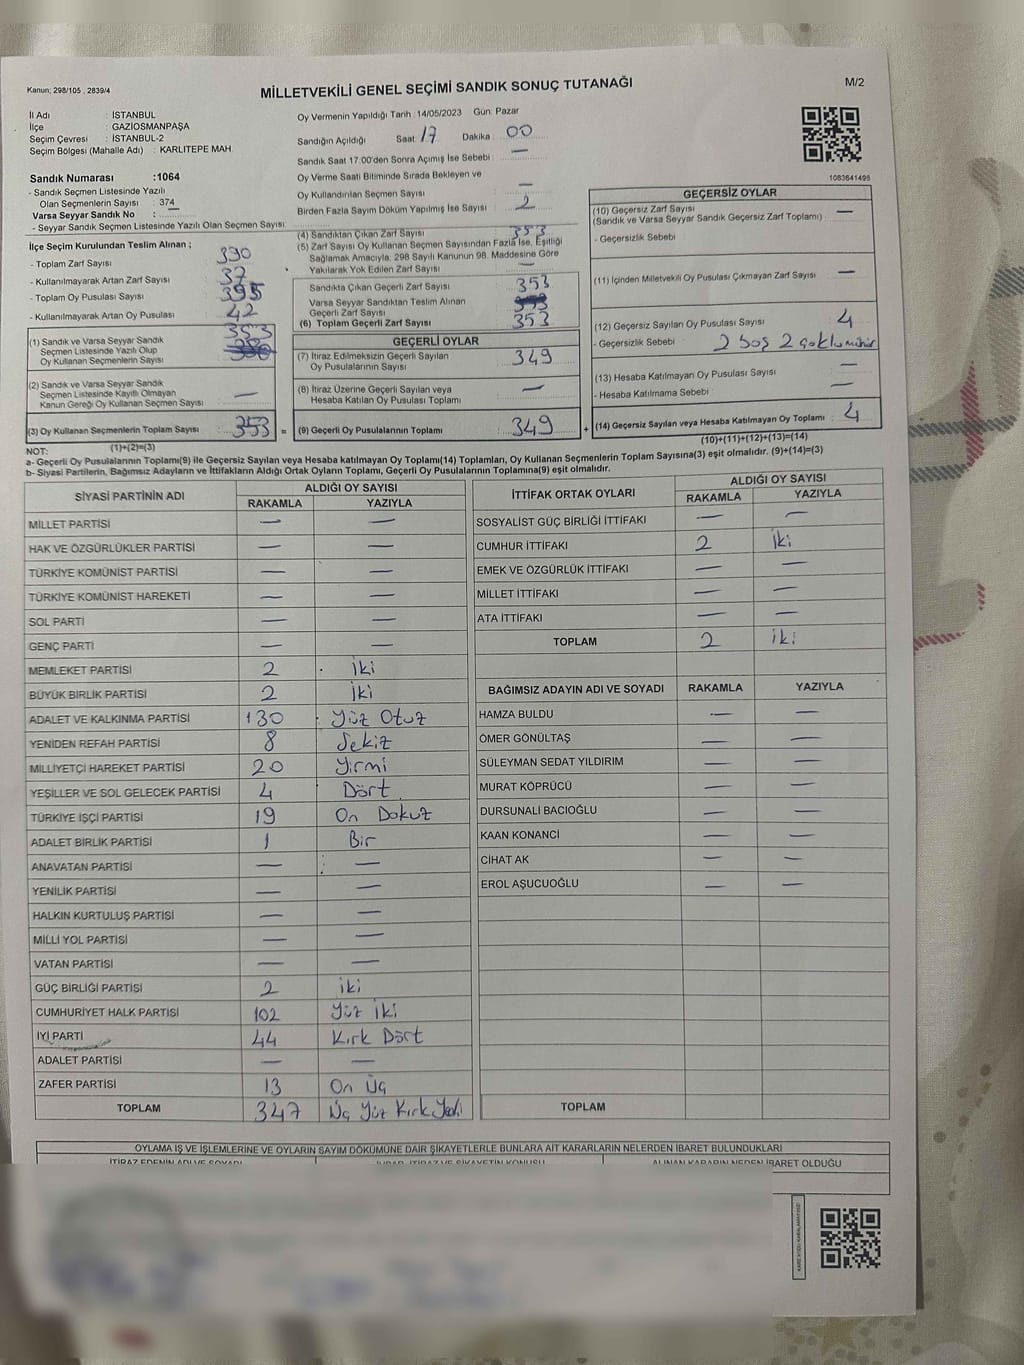 Kanun; 298/105 , 2839/4
MİLLETVEKİLİ GENEL SEÇİMİ SANDIK SONUÇ TUTANAĞI
M/2
İl Adı : İSTANBUL
İlçe : GAZİOSMANPAŞA
Seçim Çevresi : İSTANBUL-2
Seçim Bölgesi (Mahalle Adı) : KARLITEPE MAH.
Sandık Numarası :1064
- Sandık Seçmen Listesinde Yazılı
Olan Seçmenlerin Sayısı : 374
Varsa Seyyar Sandık No :
- Seyyar Sandık Seçmen Listesinde Yazılı Olan Seçmen Sayısı
Oy Vermenin Yapıldığı Tarih :14/05/2023 Gün: Pazar
Sandığın Açıldığı Saat: 17 Dakika 00
Sandık Saat 17:00'den Sonra Açılmış İse Sebebi : —
Oy Verme Saati Bitiminde Sırada Bekleyen ve
Oy Kullandırılan Seçmen Sayısı : —
Birden Fazla Sayım Döküm Yapılmış İse Sayısı : 2
1083641495
İlçe Seçim Kurulundan Teslim Alınan ;
- Toplam Zarf Sayısı : 390
- Kullanılmayarak Artan Zarf Sayısı : 37
- Toplam Oy Pusulası Sayısı : 395
- Kullanılmayarak Artan Oy Pusulası : 42
(1) Sandık ve Varsa Seyyar Sandık
Seçmen Listesinde Yazılı Olup
Oy Kullanan Seçmenlerin Sayısı : 353
(2) Sandık ve Varsa Seyyar Sandık
Seçmen Listesinde Kayıtlı Olmayan
Kanun Gereği Oy Kullanan Seçmen Sayısı : —
(3) Oy Kullanan Seçmenlerin Toplam Sayısı : 353 =
(1)+(2)=(3)
(4) Sandıktan Çıkan Zarf Sayısı : 353
(5) Zarf Sayısı Oy Kullanan Seçmen Sayısından Fazla İse, Eşitliği
Sağlamak Amacıyla, 298 Sayılı Kanunun 98. Maddesine Göre
Yakılarak Yok Edilen Zarf Sayısı : —
Sandıkta Çıkan Geçerli Zarf Sayısı : 353
Varsa Seyyar Sandıktan Teslim Alınan
Geçerli Zarf Sayısı :
(6) Toplam Geçerli Zarf Sayısı : 353
GEÇERLİ OYLAR
(7) İtiraz Edilmeksizin Geçerli Sayılan
Oy Pusulalarının Sayısı : 349
(8) İtiraz Üzerine Geçerli Sayılan veya
Hesaba Katılan Oy Pusulası Toplamı : —
(9) Geçerli Oy Pusulalarının Toplamı : 349 +
GEÇERSİZ OYLAR
(10) Geçersiz Zarf Sayısı
(Sandık ve Varsa Seyyar Sandık Geçersiz Zarf Toplamı) : —
- Geçersizlik Sebebi :
(11) İçinden Milletvekili Oy Pusulası Çıkmayan Zarf Sayısı : —
(12) Geçersiz Sayılan Oy Pusulası Sayısı : 4
- Geçersizlik Sebebi : 2 boş 2 çoklu mühür
(13) Hesaba Katılmayan Oy Pusulası Sayısı : —
- Hesaba Katılmama Sebebi : —
(14) Geçersiz Sayılan veya Hesaba Katılmayan Oy Toplamı : 4
(10)+(11)+(12)+(13)=(14)
NOT:
a- Geçerli Oy Pusulalarının Toplamı(9) ile Geçersiz Sayılan veya Hesaba katılmayan Oy Toplamı(14) Toplamları, Oy Kullanan Seçmenlerin Toplam Sayısına(3) eşit olmalıdır. (9)+(14)=(3)
b- Siyasi Partilerin, Bağımsız Adayların ve İttifakların Aldığı Ortak Oyların Toplamı, Geçerli Oy Pusulalarının Toplamına(9) eşit olmalıdır.
SİYASİ PARTİNİN ADI ALDIĞI OY SAYISI
RAKAMLA YAZIYLA
MİLLET PARTİSİ — —
HAK VE ÖZGÜRLÜKLER PARTİSİ — —
TÜRKİYE KOMÜNİST PARTİSİ — —
TÜRKİYE KOMÜNİST HAREKETİ — —
SOL PARTİ — —
GENÇ PARTİ — —
MEMLEKET PARTİSİ 2 İki
BÜYÜK BİRLİK PARTİSİ 2 İki
ADALET VE KALKINMA PARTİSİ 130 Yüz Otuz
YENİDEN REFAH PARTİSİ 8 Sekiz
MİLLİYETÇİ HAREKET PARTİSİ 20 Yirmi
YEŞİLLER VE SOL GELECEK PARTİSİ 4 Dört
TÜRKİYE İŞÇİ PARTİSİ 19 On Dokuz
ADALET BİRLİK PARTİSİ 1 Bir
ANAVATAN PARTİSİ — —
YENİLİK PARTİSİ — —
HALKIN KURTULUŞ PARTİSİ — —
MİLLİ YOL PARTİSİ — —
VATAN PARTİSİ — —
GÜÇ BİRLİĞİ PARTİSİ 2 İki
CUMHURİYET HALK PARTİSİ 102 Yüz İki
İYİ PARTİ 44 Kırk Dört
ADALET PARTİSİ — —
ZAFER PARTİSİ 13 On Üç
TOPLAM 347 Üç Yüz Kırk Yedi
İTTİFAK ORTAK OYLARI ALDIĞI OY SAYISI
RAKAMLA YAZIYLA
SOSYALİST GÜÇ BİRLİĞİ İTTİFAKI — —
CUMHUR İTTİFAKI 2 İki
EMEK VE ÖZGÜRLÜK İTTİFAKI — —
MİLLET İTTİFAKI — —
ATA İTTİFAKI — —
TOPLAM 2 İki
BAĞIMSIZ ADAYIN ADI VE SOYADI RAKAMLA YAZIYLA
HAMZA BULDU — —
ÖMER GÖNÜLTAŞ — —
SÜLEYMAN SEDAT YILDIRIM — —
MURAT KÖPRÜCÜ — —
DURSUNALİ BACIOĞLU — —
KAAN KONANCİ — —
CİHAT AK — —
EROL AŞUCUOĞLU — —
TOPLAM
OYLAMA İŞ VE İŞLEMLERİNE VE OYLARIN SAYIM DÖKÜMÜNE DAİR ŞİKAYETLERLE BUNLARA AİT KARARLARIN NELERDEN İBARET BULUNDUKLARI
İTİRAZ EDENİN ADI VE SOYADI
ALINAN KARARIN NEDEN İBARET OLDUĞU